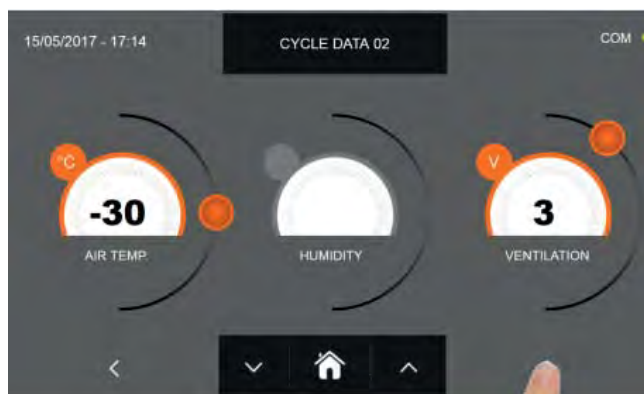 15/05/2017 - 17:14
CYCLE DATA 02
COM
°C
-30
AIR TEMP.
HUMIDITY
V
3
VENTILATION